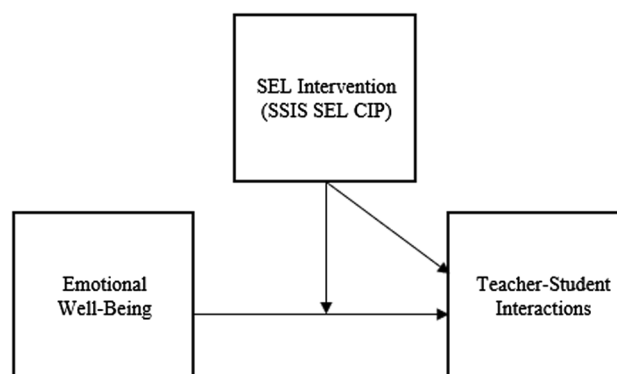 SEL Intervention
(SSIS SEL CIP)
Emotional
Well-Being
Teacher-Student
Interactions